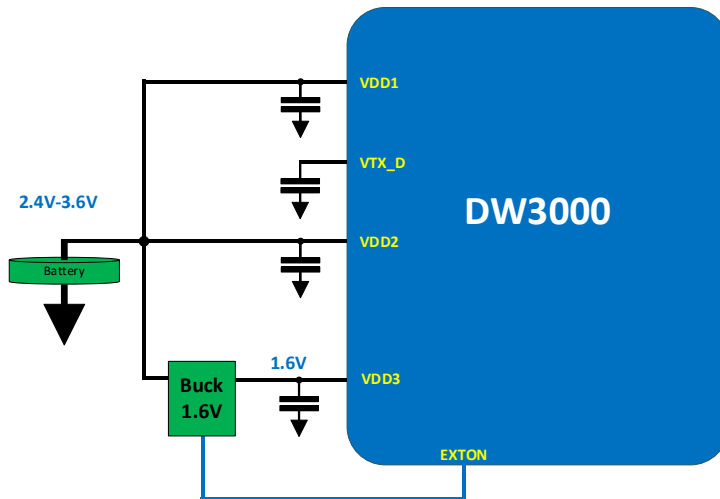 VDD1
VTX_D
2.4V-3.6V
DW3000
VDD2
Battery
1.6V
Buck
1.6V
VDD3
EXTON